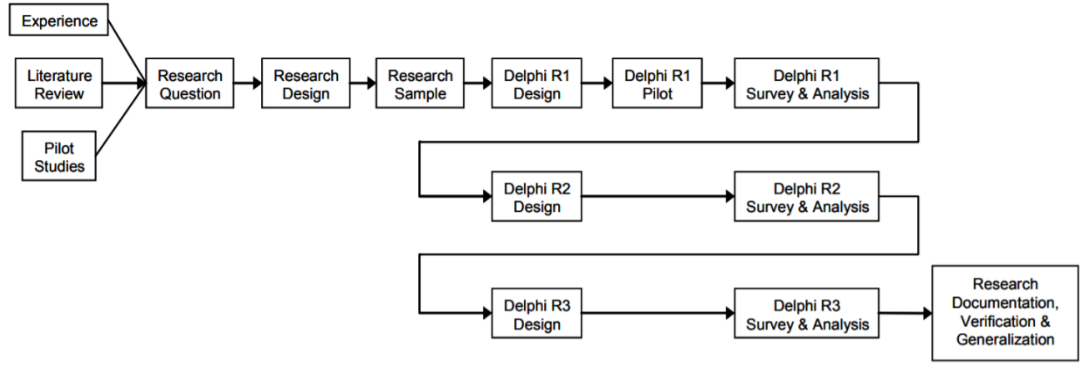 Experience
Literature
Review
Pilot
Studies
Research
Question
Research
Design
Research
Sample
Delphi R1
Design
Delphi R1
Pilot
Delphi R1
Survey & Analysis
Delphi R2
Design
Delphi R2
Survey & Analysis
Delphi R3
Design
Delphi R3
Survey & Analysis
Research
Documentation,
Verification &
Generalization